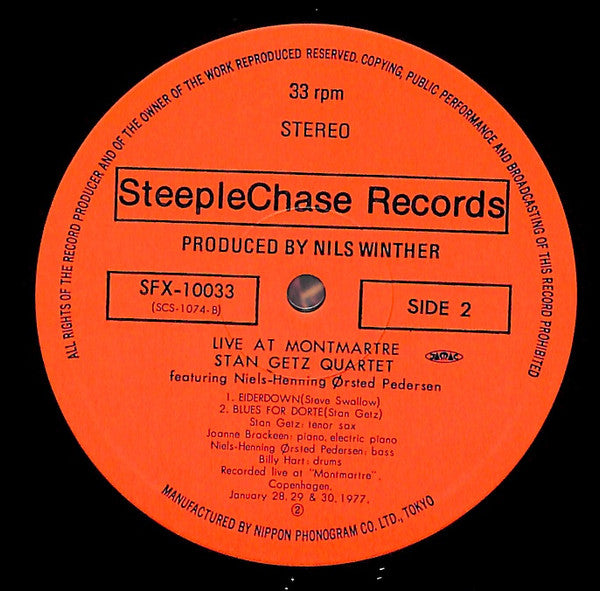 ALL RIGHTS OF THE RECORD PRODUCER AND OF THE OWNER OF THE WORK REPRODUCED RESERVED. COPYING, PUBLIC PERFORMANCE AND BROADCASTING OF THIS RECORD PROHIBITED
33 rpm
STEREO
SteepleChase Records
PRODUCED BY NILS WINTHER
SFX-10033
(SCS-1074-B)
SIDE 2
LIVE AT MONTMARTRE
STAN GETZ QUARTET
featuring Niels-Henning Ørsted Pedersen
1. EIDERDOWN(Steve Swallow)
2. BLUES FOR DORTE(Stan Getz)
Stan Getz: tenor sax
Joanne Brackeen: piano, electric piano
Niels-Henning Ørsted Pedersen: bass
Billy Hart: drums
Recorded live at "Montmartre",
Copenhagen.
January 28, 29 & 30, 1977.
②
MANUFACTURED BY NIPPON PHONOGRAM CO. LTD., TOKYO